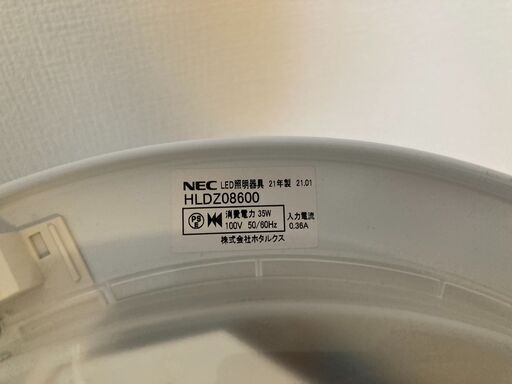 NEC LED照明器具 21年製 21.01
HLDZ08600
PS E 消費電力 35W 入力電流
100V 50/60Hz 0.36A
株式会社ホタルクス